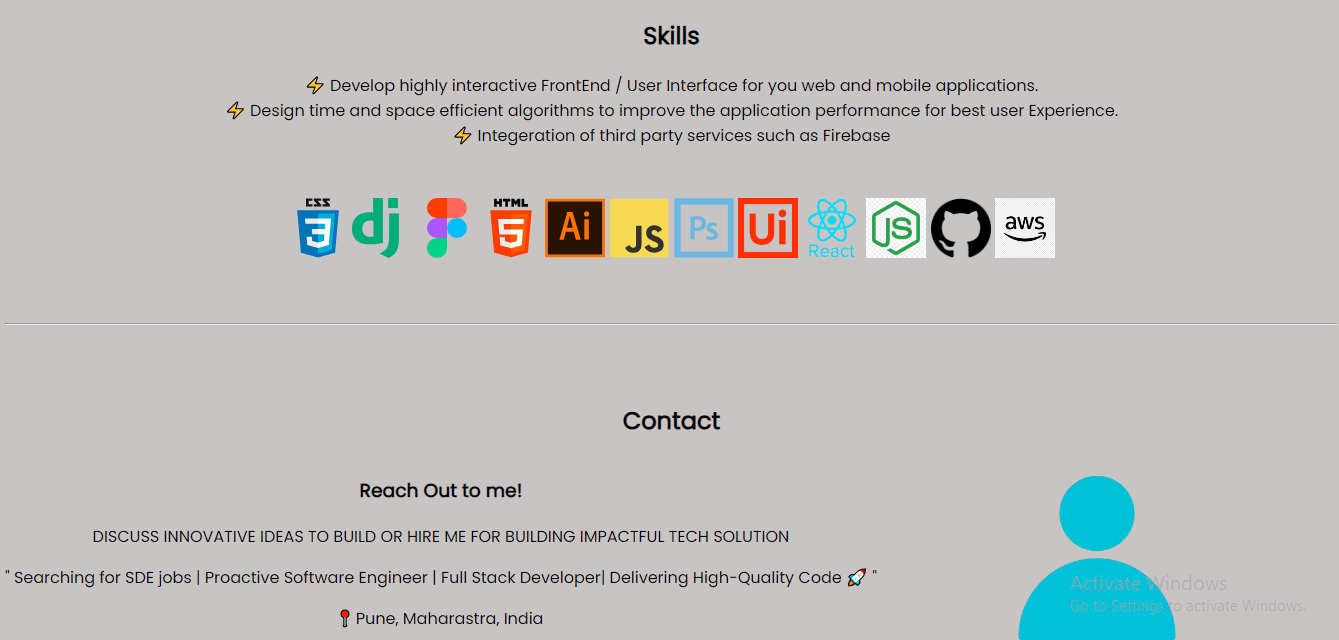 Skills
⚡ Develop highly interactive FrontEnd / User Interface for you web and mobile applications.
⚡ Design time and space efficient algorithms to improve the application performance for best user Experience.
⚡ Integeration of third party services such as Firebase
CSS 3 dj HTML 5 Ai JS Ps Ui React JS aws
Contact
Reach Out to me!
DISCUSS INNOVATIVE IDEAS TO BUILD OR HIRE ME FOR BUILDING IMPACTFUL TECH SOLUTION
" Searching for SDE jobs | Proactive Software Engineer | Full Stack Developer| Delivering High-Quality Code 🚀 "
📍 Pune, Maharastra, India
Activate Windows
Go to Settings to activate Windows.